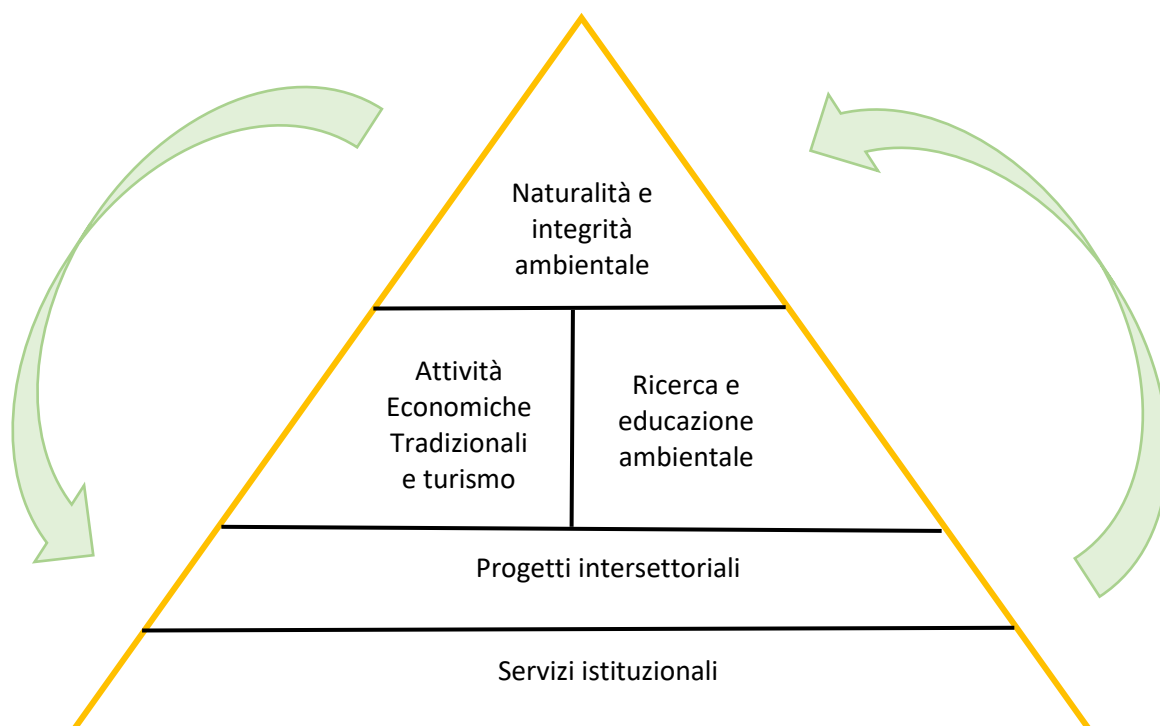 Naturalità e
integrità
ambientale
Attività
Economiche
Tradizionali
e turismo
Ricerca e
educazione
ambientale
Progetti intersettoriali
Servizi istituzionali